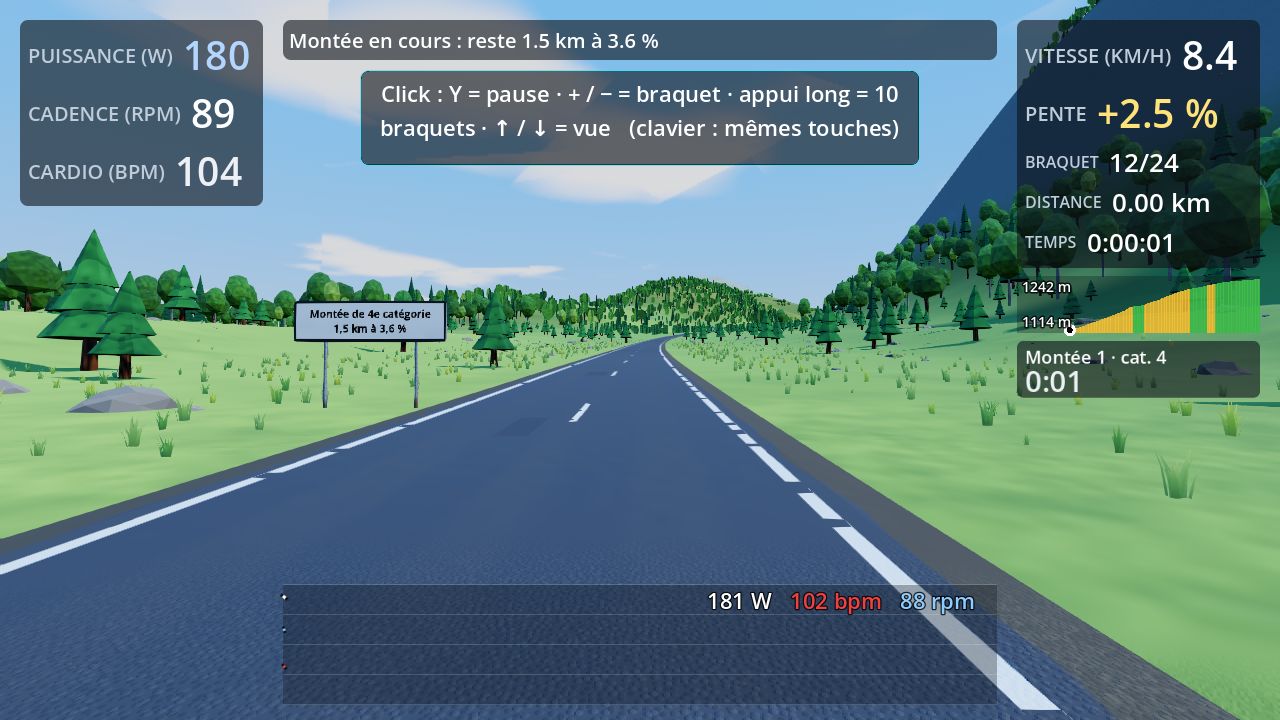 PUISSANCE (W) 180
CADENCE (RPM) 89
CARDIO (BPM) 104
Montée en cours : reste 1.5 km à 3.6 %
Click : Y = pause · + / − = braquet · appui long = 10
braquets · ↑ / ↓ = vue (clavier : mêmes touches)
VITESSE (KM/H) 8.4
PENTE +2.5 %
BRAQUET 12/24
DISTANCE 0.00 km
TEMPS 0:00:01
1242 m
1114 m
Montée 1 · cat. 4
0:01
Montée de 4e catégorie
1,5 km à 3,6 %
181 W 102 bpm 88 rpm